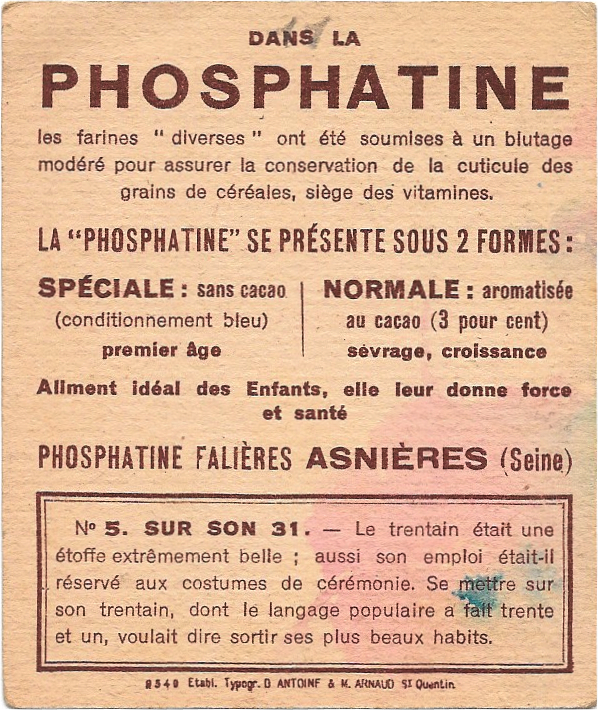 DANS LA
PHOSPHATINE
les farines " diverses " ont été soumises à un blutage
modéré pour assurer la conservation de la cuticule des
grains de céréales, siège des vitamines.
LA "PHOSPHATINE" SE PRÉSENTE SOUS 2 FORMES :
SPÉCIALE : sans cacao
(conditionnement bleu)
premier âge
NORMALE : aromatisée
au cacao (3 pour cent)
sevrage, croissance
Aliment idéal des Enfants, elle leur donne force
et santé
PHOSPHATINE FALIÈRES ASNIÈRES (Seine)
Nº 5. SUR SON 31. — Le trentain était une
étoffe extrêmement belle ; aussi son emploi était-il
réservé aux costumes de cérémonie. Se mettre sur
son trentain, dont le langage populaire a fait trente
et un, voulait dire sortir ses plus beaux habits.
9540 Etabl. Typogr. D ANTOINE & M. ARNAUD St Quentin